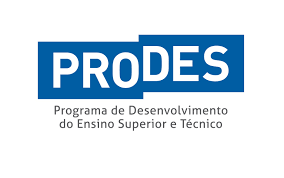 PRODES
Programa de Desenvolvimento
do Ensino Superior e Técnico